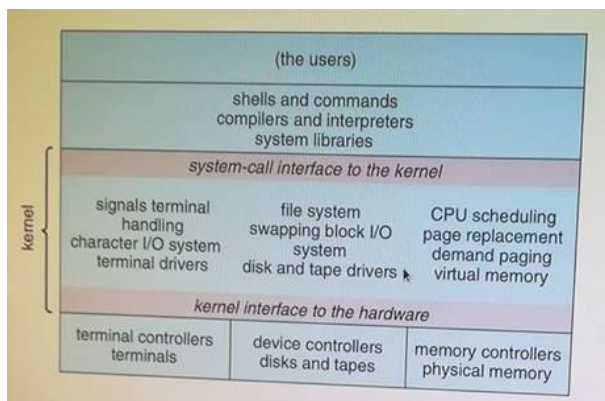 (the users)
shells and commands
compilers and interpreters
system libraries
system-call interface to the kernel
kernel
signals terminal
handling
character I/O system
terminal drivers
file system
swapping block I/O
system
disk and tape drivers
CPU scheduling
page replacement
demand paging
virtual memory
kernel interface to the hardware
terminal controllers
terminals
device controllers
disks and tapes
memory controllers
physical memory